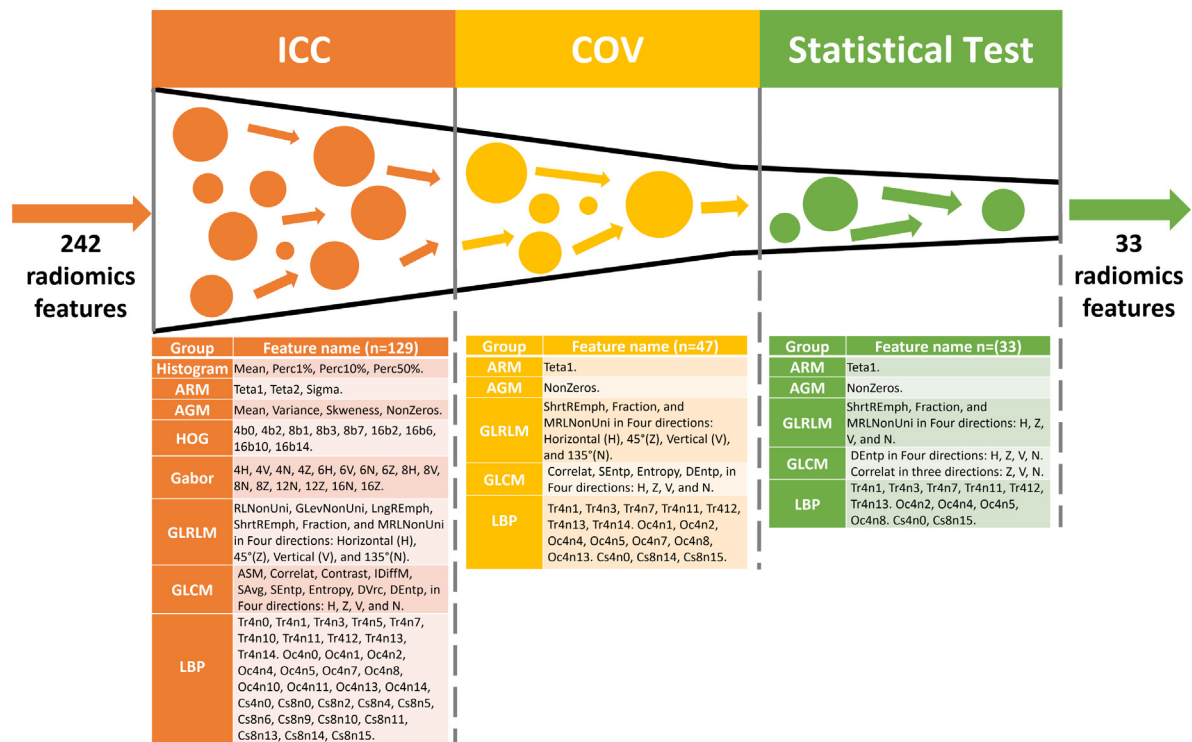 ICC
COV
Statistical Test
242
radiomics
features
33
radiomics
features
Group
Feature name (n=129)
Histogram
Mean, Perc1%, Perc10%, Perc50%.
ARM
Teta1, Teta2, Sigma.
AGM
Mean, Variance, Skweness, NonZeros.
HOG
4b0, 4b2, 8b1, 8b3, 8b7, 16b2, 16b6,
16b10, 16b14.
Gabor
4H, 4V, 4N, 4Z, 6H, 6V, 6N, 6Z, 8H, 8V,
8N, 8Z, 12N, 12Z, 16N, 16Z.
GLRLM
RLNonUni, GLevNonUni, LngREmph,
ShrtREmph, Fraction, and MRLNonUni
in Four directions: Horizontal (H),
45°(Z), Vertical (V), and 135°(N).
GLCM
ASM, Correlat, Contrast, IDiffM,
SAvg, SEntp, Entropy, DVrc, DEntp, in
Four directions: H, Z, V, and N.
LBP
Tr4n0, Tr4n1, Tr4n3, Tr4n5, Tr4n7,
Tr4n10, Tr4n11, Tr412, Tr4n13,
Tr4n14. Oc4n0, Oc4n1, Oc4n2,
Oc4n4, Oc4n5, Oc4n7, Oc4n8,
Oc4n10, Oc4n11, Oc4n13, Oc4n14,
Cs4n0, Cs8n0, Cs8n2, Cs8n4, Cs8n5,
Cs8n6, Cs8n9, Cs8n10, Cs8n11,
Cs8n13, Cs8n14, Cs8n15.
Group
Feature name (n=47)
ARM
Teta1.
AGM
NonZeros.
GLRLM
ShrtREmph, Fraction, and
MRLNonUni in Four directions:
Horizontal (H), 45°(Z), Vertical (V),
and 135°(N).
GLCM
Correlat, SEntp, Entropy, DEntp, in
Four directions: H, Z, V, and N.
LBP
Tr4n1, Tr4n3, Tr4n7, Tr4n11, Tr412,
Tr4n13, Tr4n14. Oc4n1, Oc4n2,
Oc4n4, Oc4n5, Oc4n7, Oc4n8,
Oc4n13. Cs4n0, Cs8n14, Cs8n15.
Group
Feature name n=(33)
ARM
Teta1.
AGM
NonZeros.
GLRLM
ShrtREmph, Fraction, and
MRLNonUni in Four directions: H, Z,
V, and N.
GLCM
DEntp in Four directions: H, Z, V, N.
Correlat in three directions: Z, V, N.
LBP
Tr4n1, Tr4n3, Tr4n7, Tr4n11, Tr412,
Tr4n13. Oc4n2, Oc4n4, Oc4n5,
Oc4n8. Cs4n0, Cs8n15.